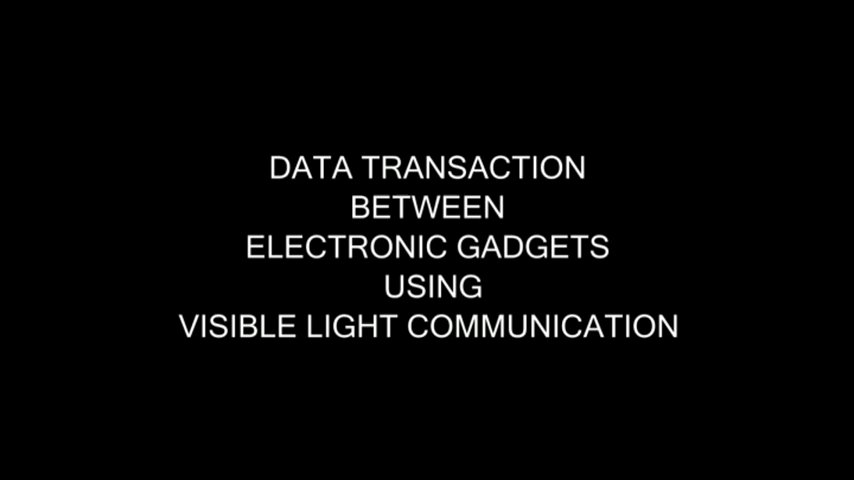 DATA TRANSACTION
BETWEEN
ELECTRONIC GADGETS
USING
VISIBLE LIGHT COMMUNICATION